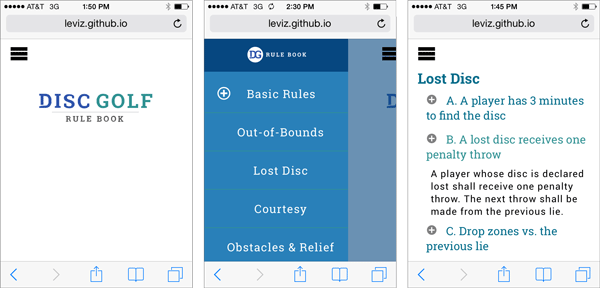 AT&T 3G 1:50 PM
leviz.github.io
DISC GOLF
RULE BOOK
AT&T 3G 2:30 PM
leviz.github.io
DG RULE BOOK
Basic Rules
Out-of-Bounds
Lost Disc
Courtesy
Obstacles & Relief
D
AT&T 3G 1:45 PM
leviz.github.io
Lost Disc
A. A player has 3 minutes
to find the disc
B. A lost disc receives one
penalty throw
A player whose disc is declared
lost shall receive one penalty
throw. The next throw shall be
made from the previous lie.
C. Drop zones vs. the
previous lie